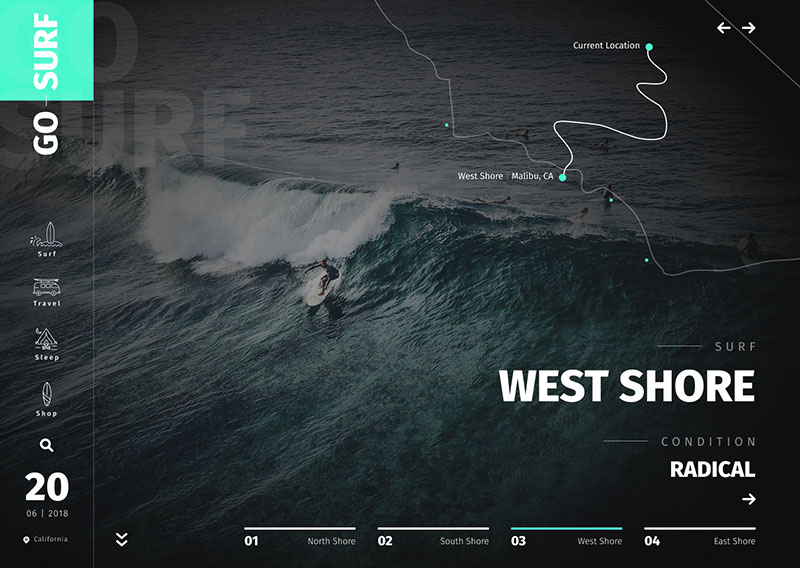 GO SURF
GO
SURF
Surf
Travel
Sleep
Shop
20
06 | 2018
California
Current Location
West Shore | Malibu, CA
SURF
WEST SHORE
CONDITION
RADICAL
01 North Shore
02 South Shore
03 West Shore
04 East Shore